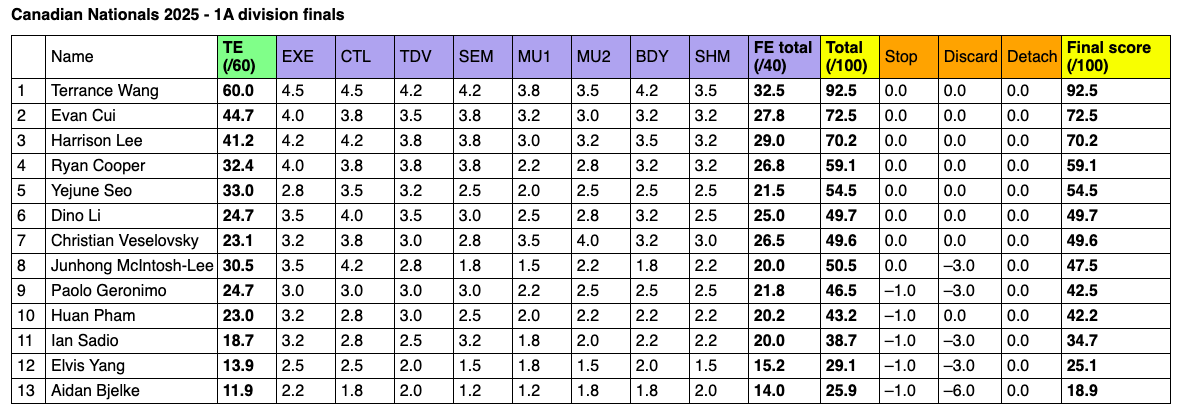 Canadian Nationals 2025 - 1A division finals
Name TE (/60) EXE CTL TDV SEM MU1 MU2 BDY SHM FE total (/40) Total (/100) Stop Discard Detach Final score (/100)
1 Terrance Wang 60.0 4.5 4.5 4.2 4.2 3.8 3.5 4.2 3.5 32.5 92.5 0.0 0.0 0.0 92.5
2 Evan Cui 44.7 4.0 3.8 3.5 3.8 3.2 3.0 3.2 3.2 27.8 72.5 0.0 0.0 0.0 72.5
3 Harrison Lee 41.2 4.2 4.2 3.8 3.8 3.0 3.2 3.5 3.2 29.0 70.2 0.0 0.0 0.0 70.2
4 Ryan Cooper 32.4 4.0 3.8 3.8 3.8 2.2 2.8 3.2 3.2 26.8 59.1 0.0 0.0 0.0 59.1
5 Yejune Seo 33.0 2.8 3.5 3.2 2.5 2.0 2.5 2.5 2.5 21.5 54.5 0.0 0.0 0.0 54.5
6 Dino Li 24.7 3.5 4.0 3.5 3.0 2.5 2.8 3.2 2.5 25.0 49.7 0.0 0.0 0.0 49.7
7 Christian Veselovsky 23.1 3.2 3.8 3.0 2.8 3.5 4.0 3.2 3.0 26.5 49.6 0.0 0.0 0.0 49.6
8 Junhong McIntosh-Lee 30.5 3.5 4.2 2.8 1.8 1.5 2.2 1.8 2.2 20.0 50.5 0.0 –3.0 0.0 47.5
9 Paolo Geronimo 24.7 3.0 3.0 3.0 3.0 2.2 2.5 2.5 2.5 21.8 46.5 –1.0 –3.0 0.0 42.5
10 Huan Pham 23.0 3.2 2.8 3.0 2.5 2.0 2.2 2.2 2.2 20.2 43.2 –1.0 0.0 0.0 42.2
11 Ian Sadio 18.7 3.2 2.8 2.5 3.2 1.8 2.0 2.2 2.2 20.0 38.7 –1.0 –3.0 0.0 34.7
12 Elvis Yang 13.9 2.5 2.5 2.0 1.5 1.8 1.5 2.0 1.5 15.2 29.1 –1.0 –3.0 0.0 25.1
13 Aidan Bjelke 11.9 2.2 1.8 2.0 1.2 1.2 1.8 1.8 2.0 14.0 25.9 –1.0 –6.0 0.0 18.9